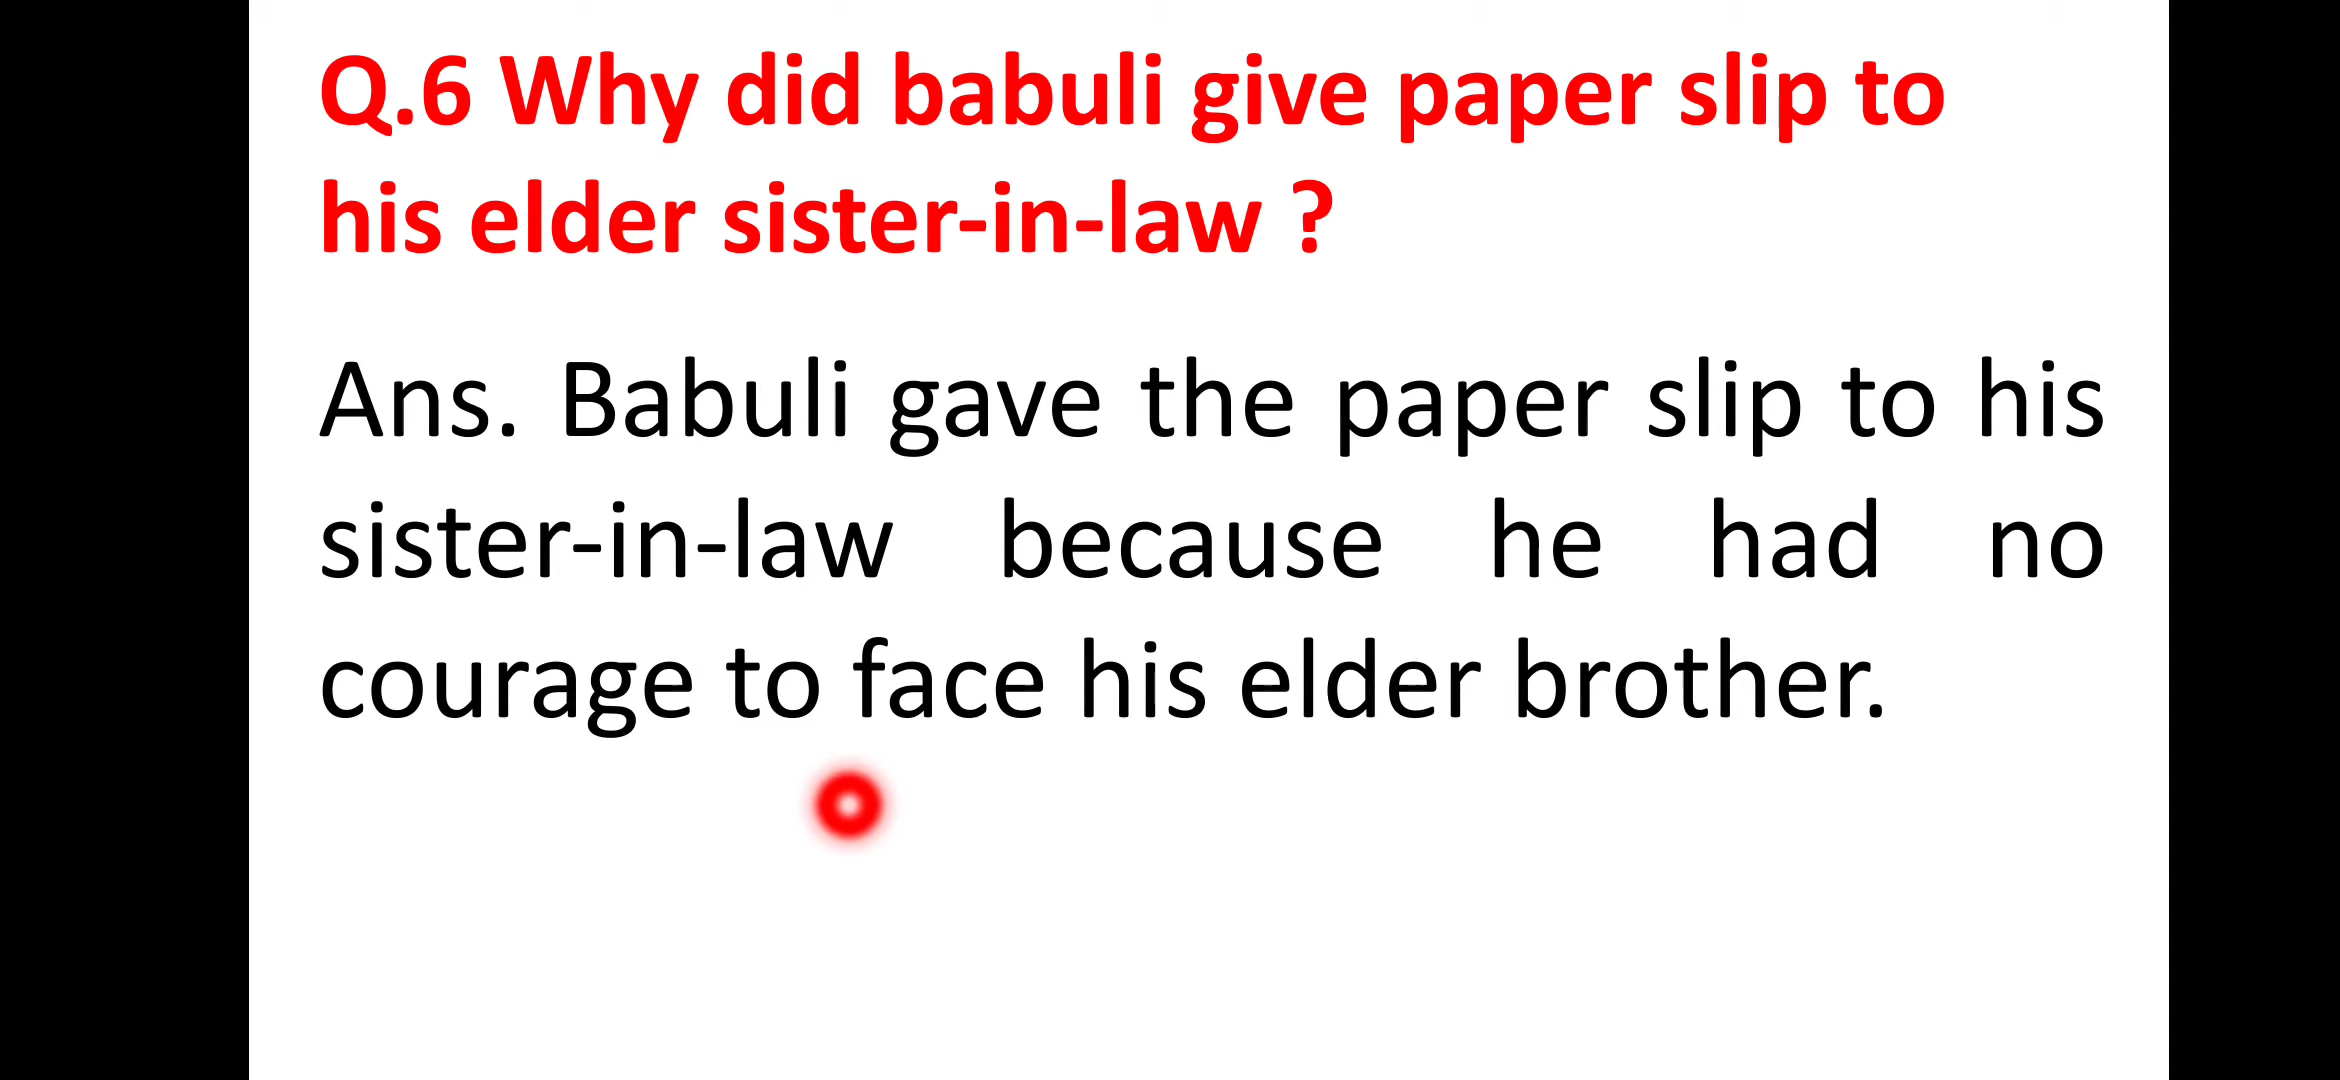 Q.6 Why did babuli give paper slip to
his elder sister-in-law ?
Ans. Babuli gave the paper slip to his
sister-in-law because he had no
courage to face his elder brother.